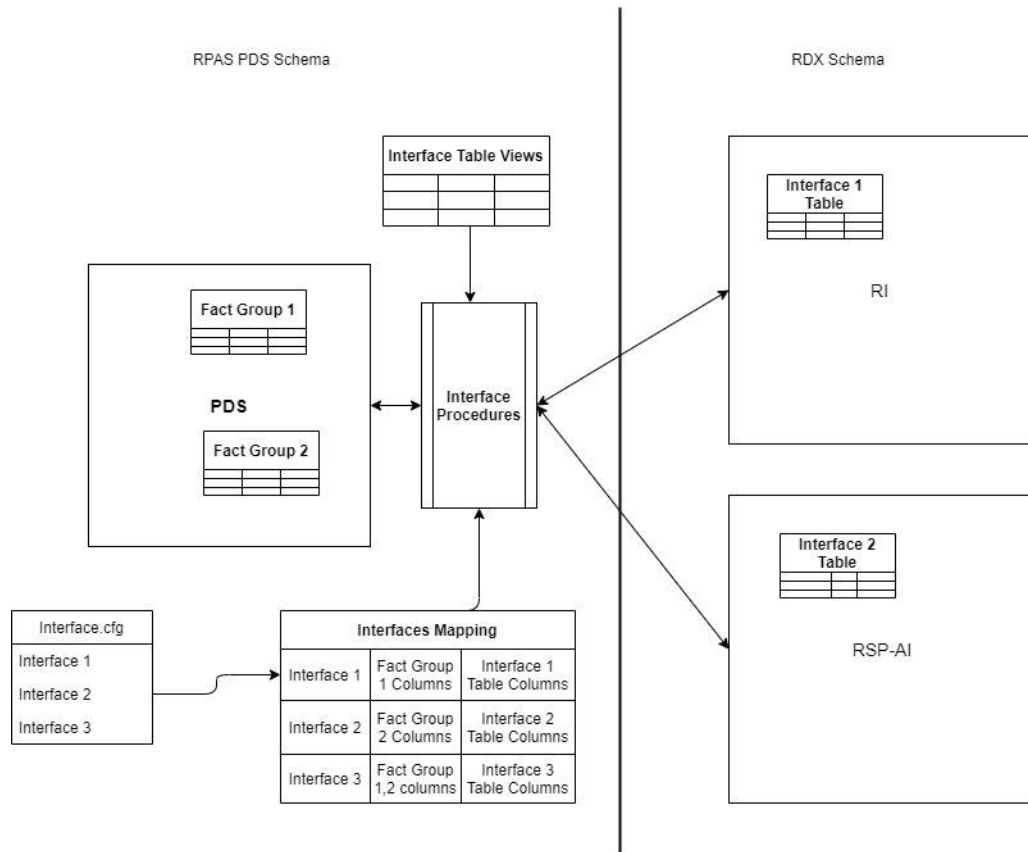 RPAS PDS Schema
RDX Schema
Interface Table Views
Interface 1
Table
RI
Fact Group 1
PDS
Fact Group 2
Interface
Procedures
Interface 2
Table
RSP-AI
Interface.cfg
Interface 1
Interface 2
Interface 3
Interfaces Mapping
Interface 1
Fact Group
1 Columns
Interface 1
Table Columns
Interface 2
Fact Group
2 Columns
Interface 2
Table Columns
Interface 3
Fact Group
1,2 columns
Interface 3
Table Columns